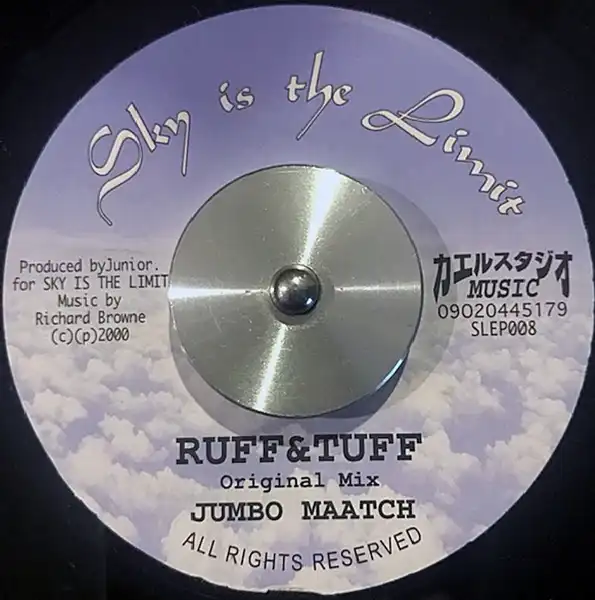 Sky is the Limit
Produced byJunior.
for SKY IS THE LIMIT
Music by
Richard Browne
(c)(p)2000
カエルスタジオ
MUSIC
09020445179
SLEP008
RUFF&TUFF
Original Mix
JUMBO MAATCH
ALL RIGHTS RESERVED